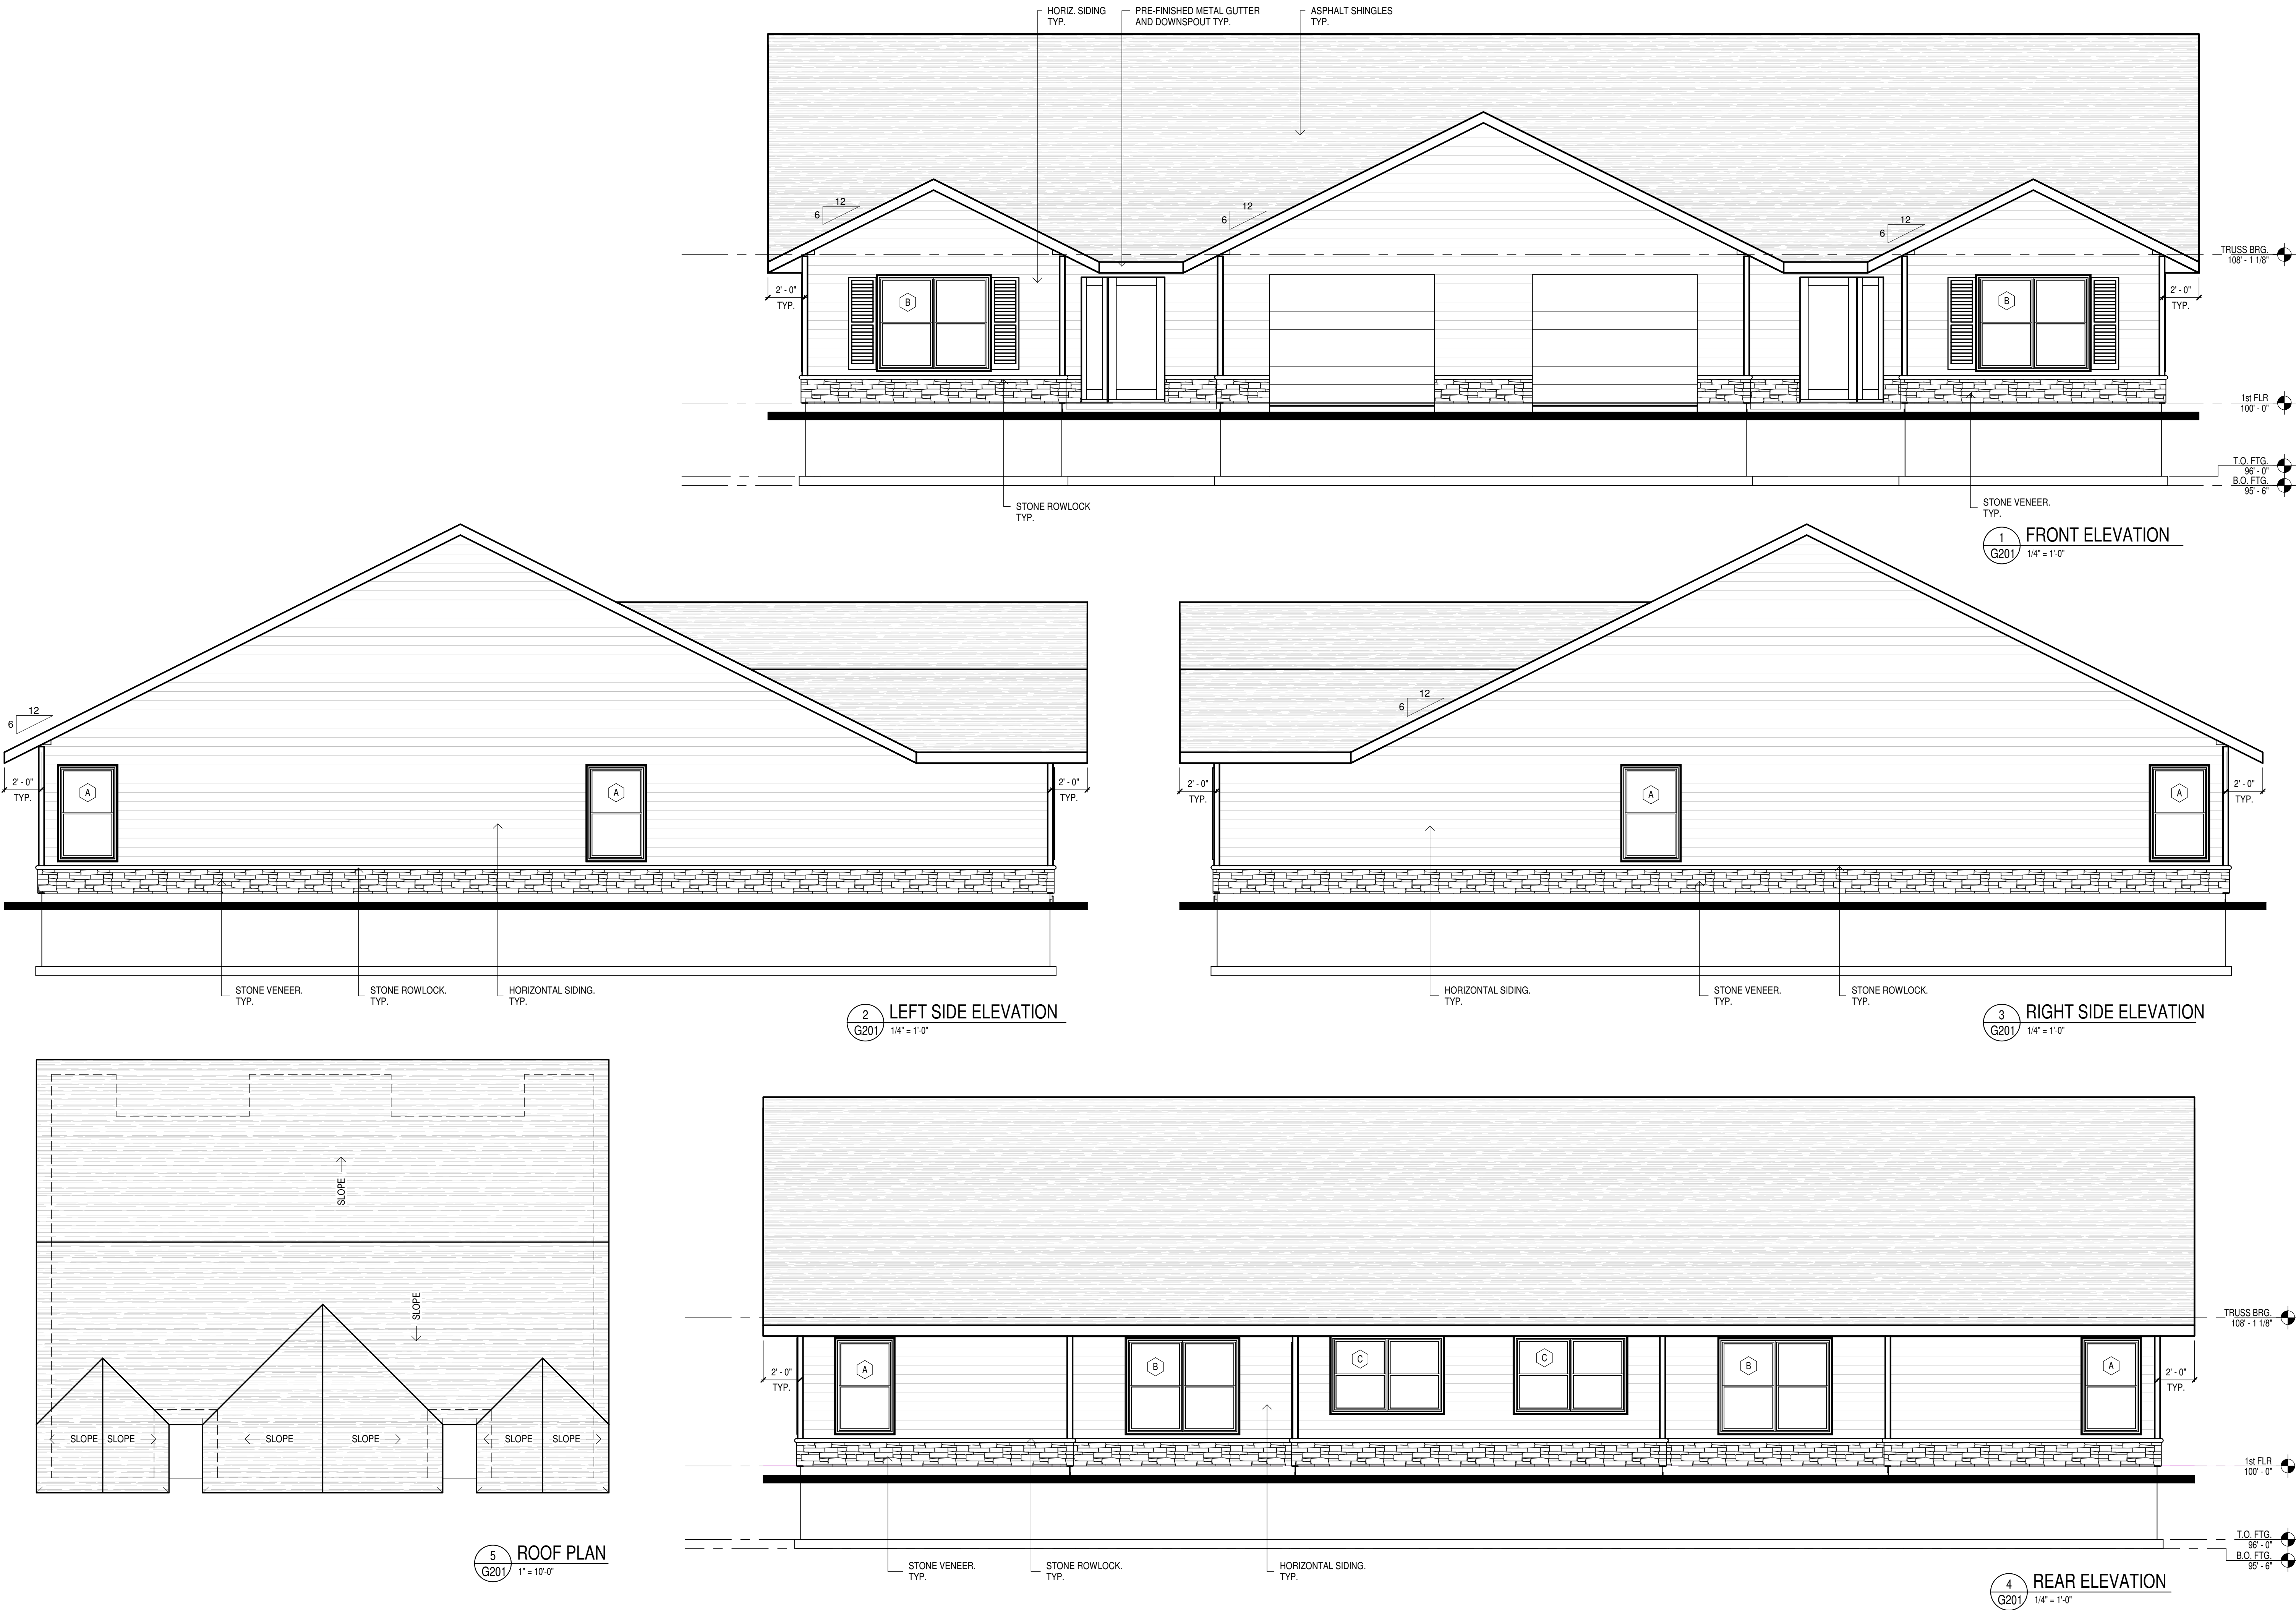 HORIZ. SIDING
TYP.
PRE-FINISHED METAL GUTTER
AND DOWNSPOUT TYP.
ASPHALT SHINGLES
TYP.
12
6
12
6
12
6
B
B
2' - 0"
TYP.
2' - 0"
TYP.
TRUSS BRG.
108' - 1 1/8"
1st FLR
100' - 0"
T.O. FTG.
96' - 0"
B.O. FTG.
95' - 6"
STONE ROWLOCK
TYP.
STONE VENEER.
TYP.
1
G201
FRONT ELEVATION
1/4" = 1'-0"
12
6
A
A
2' - 0"
TYP.
2' - 0"
TYP.
STONE VENEER.
TYP.
STONE ROWLOCK.
TYP.
HORIZONTAL SIDING.
TYP.
2
G201
LEFT SIDE ELEVATION
1/4" = 1'-0"
12
6
A
A
2' - 0"
TYP.
2' - 0"
TYP.
HORIZONTAL SIDING.
TYP.
STONE VENEER.
TYP.
STONE ROWLOCK.
TYP.
3
G201
RIGHT SIDE ELEVATION
1/4" = 1'-0"
SLOPE
SLOPE
SLOPE
SLOPE
SLOPE
SLOPE
SLOPE
SLOPE
5
G201
ROOF PLAN
1" = 10'-0"
A
B
C
C
B
A
2' - 0"
TYP.
2' - 0"
TYP.
TRUSS BRG.
108' - 1 1/8"
1st FLR
100' - 0"
T.O. FTG.
96' - 0"
B.O. FTG.
95' - 6"
STONE VENEER.
TYP.
STONE ROWLOCK.
TYP.
HORIZONTAL SIDING.
TYP.
4
G201
REAR ELEVATION
1/4" = 1'-0"